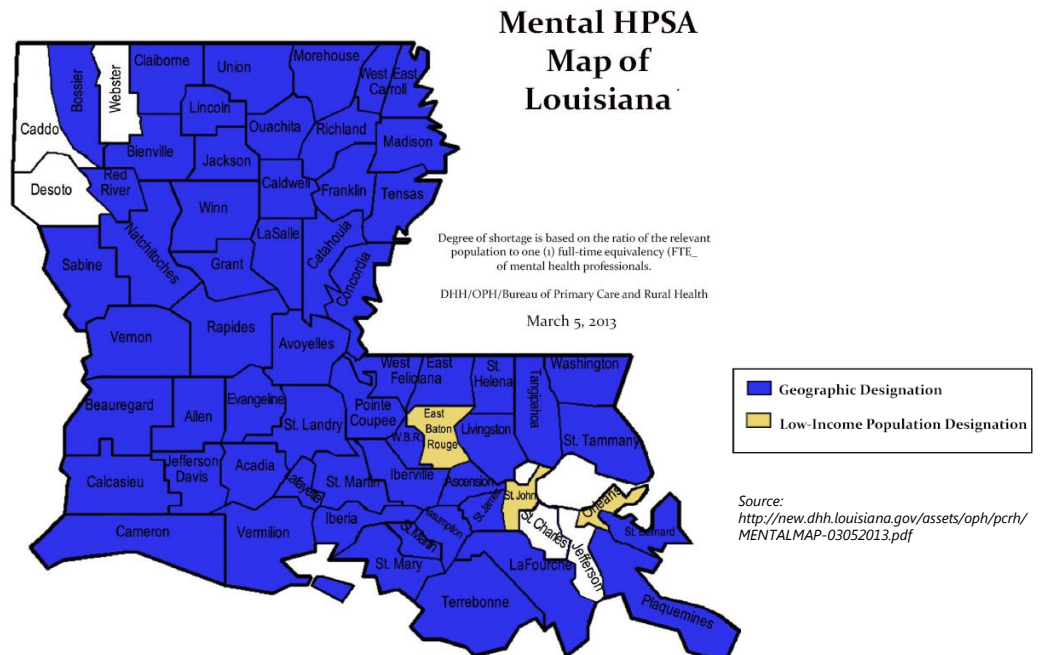 Mental HPSA
Map of
Louisiana
Caddo
Bossier
Webster
Claiborne
Union
Morehouse
West
East
Carroll
Lincoln
Ouachita
Richland
Madison
Bienville
Jackson
Desoto
Red
River
Caldwell
Franklin
Tensas
Winn
Natchitoches
LaSalle
Catahoula
Concordia
Sabine
Grant
Degree of shortage is based on the ratio of the relevant
population to one (1) full-time equivalency (FTE_
of mental health professionals.
DHH/OPH/Bureau of Primary Care and Rural Health
March 5, 2013
Vernon
Rapides
Avoyelles
West
Feliciana
East
St.
Helena
Tangipahoa
Washington
Beauregard
Allen
Evangeline
St. Landry
Pointe
Coupee
East
Baton
Rouge
W.B.R.
Livingston
St. Tammany
Geographic Designation
Low-Income Population Designation
Calcasieu
Jefferson
Davis
Acadia
Lafayette
St. Martin
Iberville
Ascension
St. James
St. John
Orleans
Cameron
Vermilion
Iberia
St. Martin
Assumption
St. Charles
Jefferson
St. Bernard
St. Mary
LaFourche
Terrebonne
Plaquemines
Source:
http://new.dhh.louisiana.gov/assets/oph/pcrh/
MENTALMAP-03052013.pdf